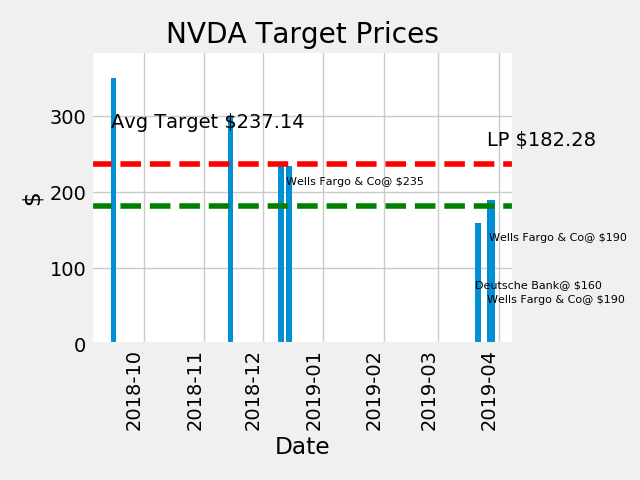 NVDA Target Prices
Avg Target $237.14
LP $182.28
Wells Fargo & Co@ $235
Wells Fargo & Co@ $190
Deutsche Bank@ $160
Wells Fargo & Co@ $190
$
300
200
100
0
2018-10
2018-11
2018-12
2019-01
2019-02
2019-03
2019-04
Date